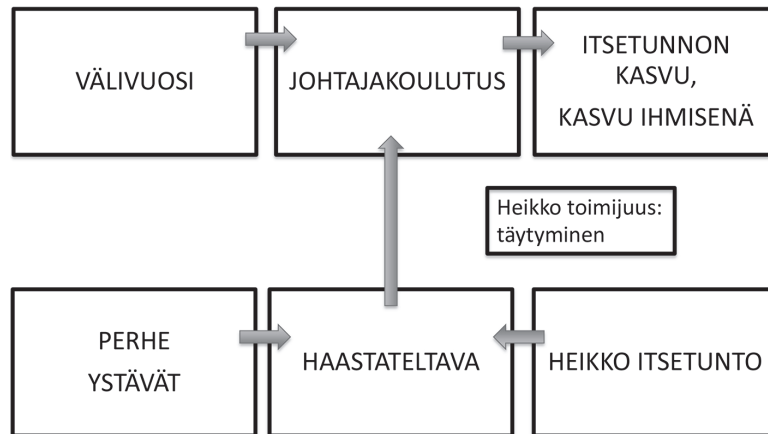 VÄLIVUOSI
JOHTAJAKOULUTUS
ITSETUNNON
KASVU,
KASVU IHMISENÄ
Heikko toimijuus:
täytyminen
PERHE
YSTÄVÄT
HAASTATELTAVA
HEIKKO ITSETUNTO